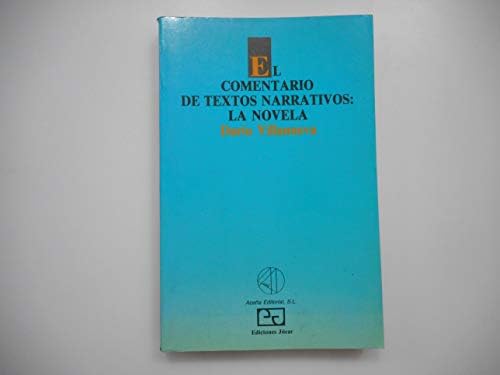 EL
COMENTARIO
DE TEXTOS NARRATIVOS:
LA NOVELA
Darío Villanueva
Aceña Editorial, S.L.
Ediciones Júcar